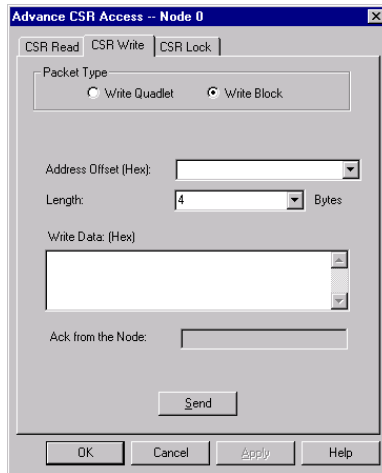 Advance CSR Access -- Node 0
CSR Read CSR Write CSR Lock
Packet Type
Write Quadlet Write Block
Address Offset (Hex):
Length: 4 Bytes
Write Data: (Hex)
Ack from the Node:
Send
OK Cancel Apply Help